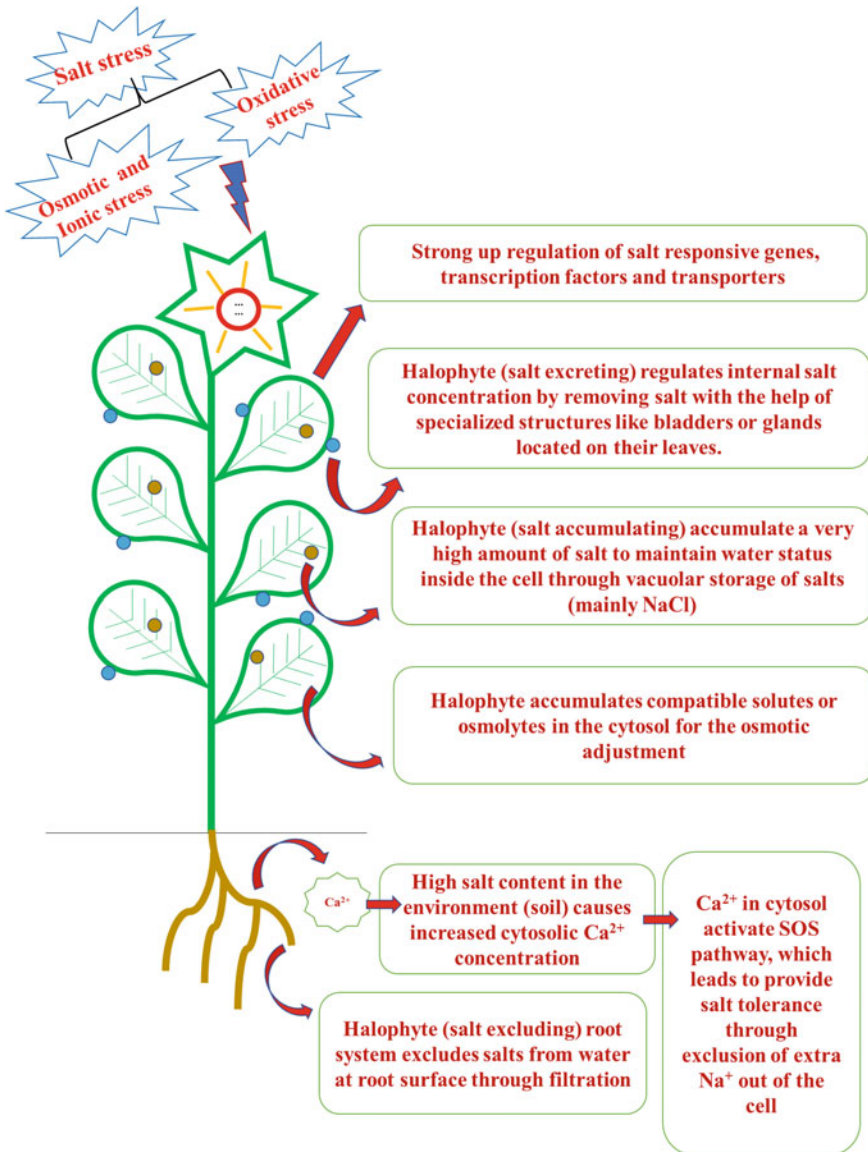 Salt stress
Oxidative
stress
Osmotic and
Ionic stress
Strong up regulation of salt responsive genes,
transcription factors and transporters
Halophyte (salt excreting) regulates internal salt
concentration by removing salt with the help of
specialized structures like bladders or glands
located on their leaves.
Halophyte (salt accumulating) accumulate a very
high amount of salt to maintain water status
inside the cell through vacuolar storage of salts
(mainly NaCl)
Halophyte accumulates compatible solutes or
osmolytes in the cytosol for the osmotic
adjustment
Ca²⁺
High salt content in the
environment (soil) causes
increased cytosolic Ca²⁺
concentration
Ca²⁺ in cytosol
activate SOS
pathway, which
leads to provide
salt tolerance
through
exclusion of extra
Na⁺ out of the
cell
Halophyte (salt excluding) root
system excludes salts from water
at root surface through filtration